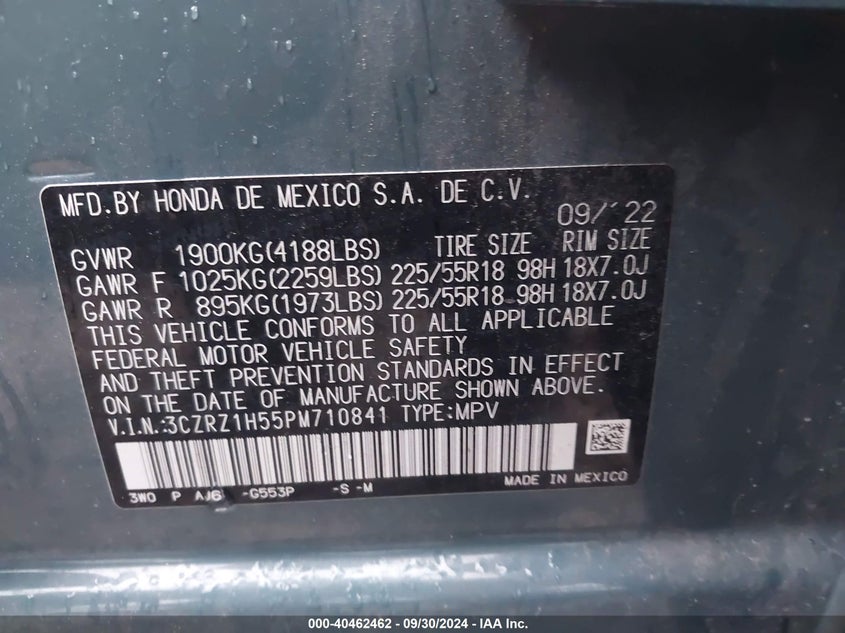 MFD.BY HONDA DE MEXICO S.A. DE C.V. 09/'22
GVWR 1900KG(4188LBS) TIRE SIZE RIM SIZE
GAWR F 1025KG(2259LBS) 225/55R18 98H 18X7.0J
GAWR R 895KG(1973LBS) 225/55R18 98H 18X7.0J
THIS VEHICLE CONFORMS TO ALL APPLICABLE
FEDERAL MOTOR VEHICLE SAFETY
AND THEFT PREVENTION STANDARDS IN EFFECT
ON THE DATE OF MANUFACTURE SHOWN ABOVE.
V.I.N.:3CZRZ1H55PM710841 TYPE:MPV
3W0 P AJ6 -G553P -S -M MADE IN MEXICO
000-40462462 - 09/30/2024 - IAA Inc.